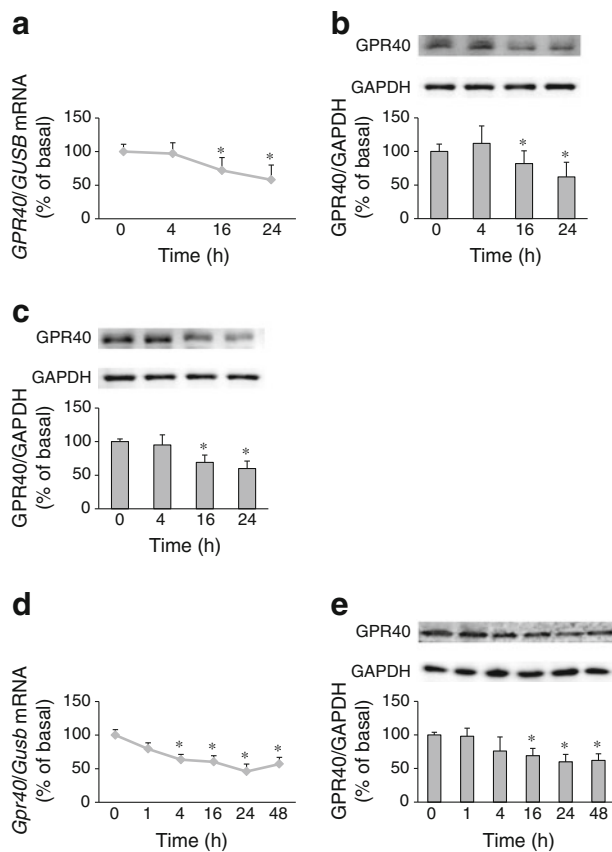 a
GPR40/GUSB mRNA
(% of basal)
150
100
50
0
*
*
0 4 16 24
Time (h)
b
GPR40
GAPDH
GPR40/GAPDH
(% of basal)
150
100
50
0
*
*
0 4 16 24
Time (h)
c
GPR40
GAPDH
GPR40/GAPDH
(% of basal)
150
100
50
0
*
*
0 4 16 24
Time (h)
d
Gpr40/Gusb mRNA
(% of basal)
150
100
50
0
*
*
*
*
0 1 4 16 24 48
Time (h)
e
GPR40
GAPDH
GPR40/GAPDH
(% of basal)
150
100
50
0
*
*
*
0 1 4 16 24 48
Time (h)